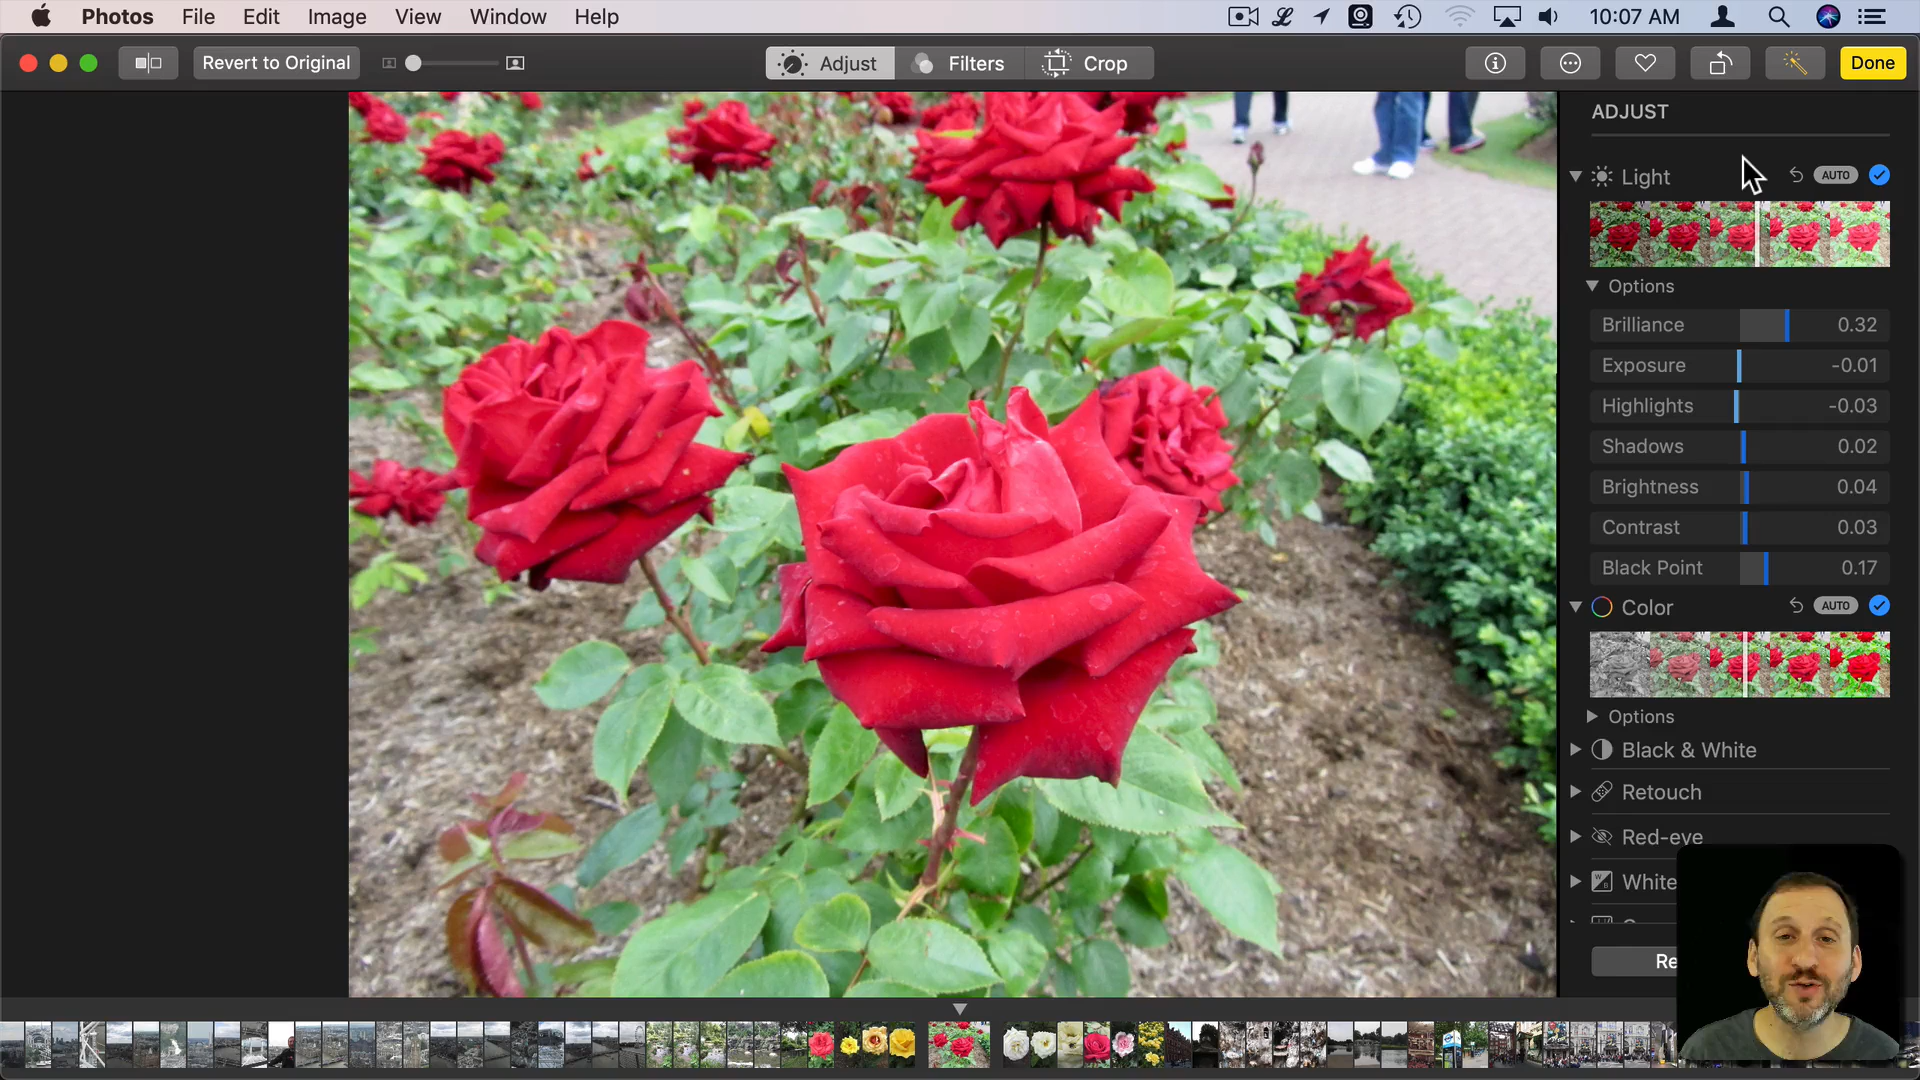 Photos File Edit Image View Window Help 10:07 AM
Revert to Original Adjust Filters Crop Done
ADJUST
Light AUTO
Options
Brilliance 0.32
Exposure -0.01
Highlights -0.03
Shadows 0.02
Brightness 0.04
Contrast 0.03
Black Point 0.17
Color AUTO
Options
Black & White
Retouch
Red-eye
White
Re